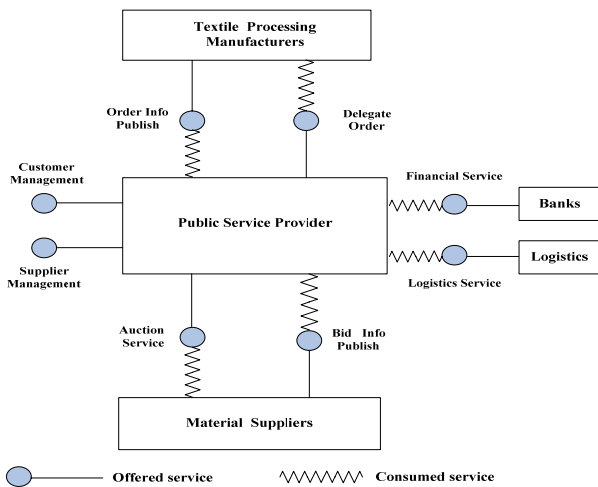 Textile Processing
Manufacturers
Order Info
Publish
Delegate
Order
Customer
Management
Financial Service
Public Service Provider
Banks
Logistics
Supplier
Management
Logistics Service
Auction
Service
Bid Info
Publish
Material Suppliers
Offered service
Consumed service